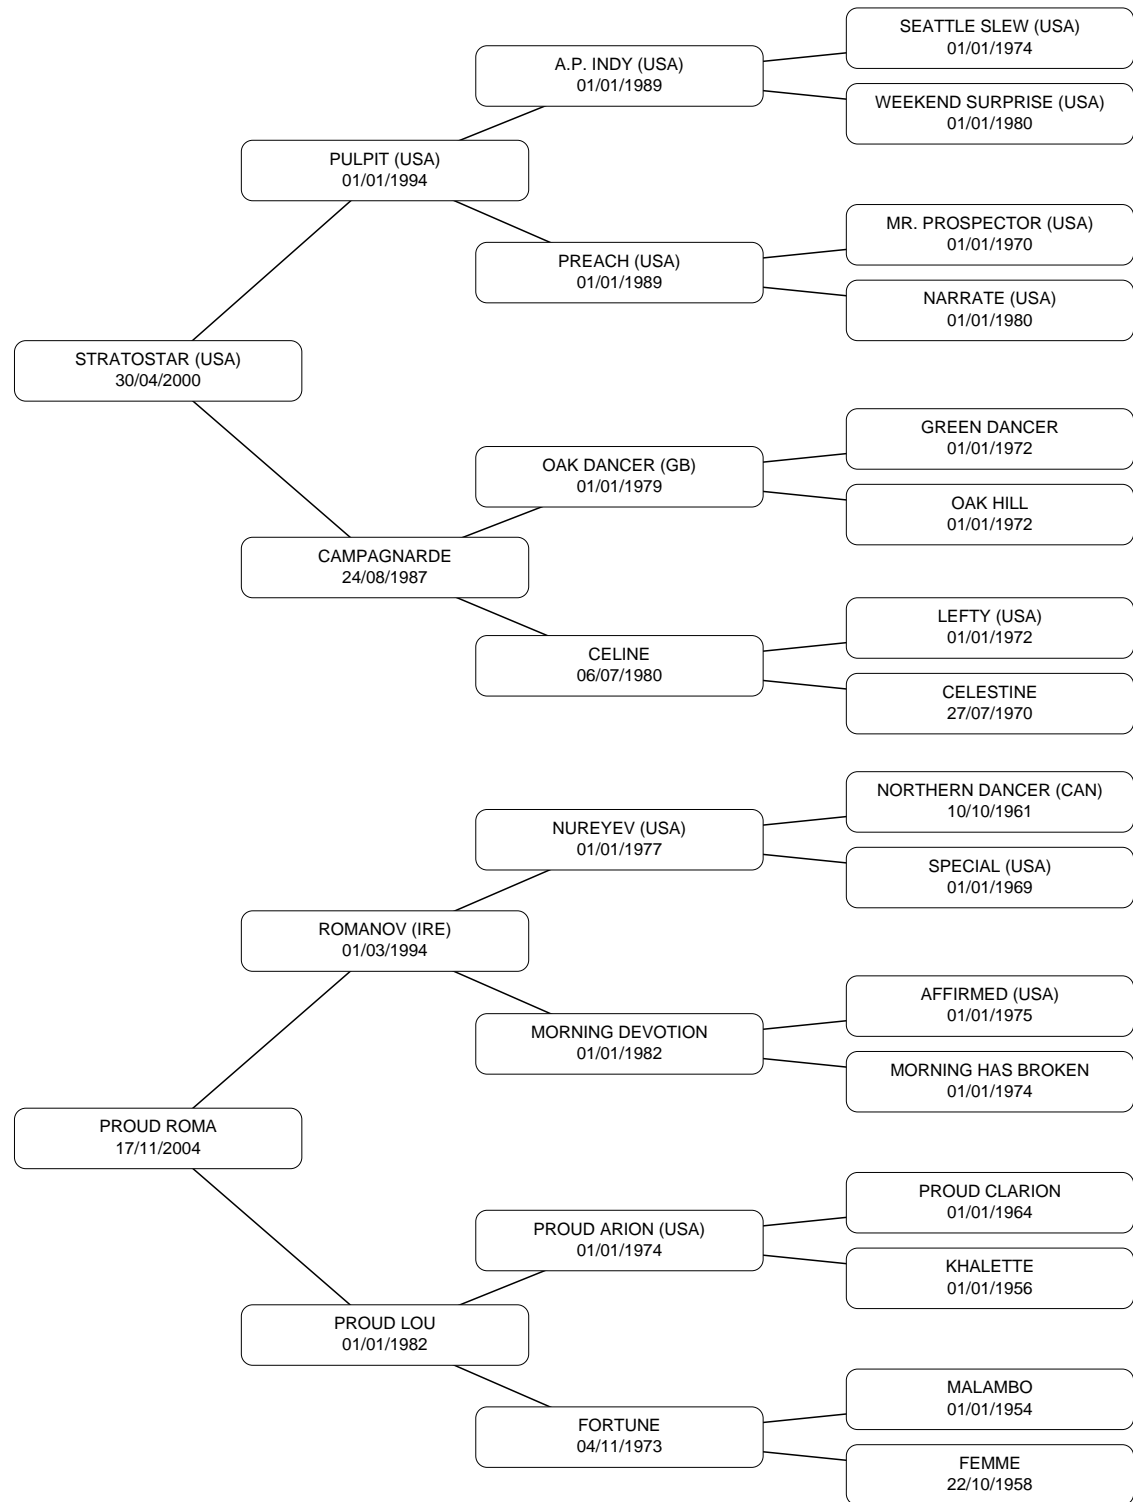 SEATTLE SLEW (USA)
01/01/1974
A.P. INDY (USA)
01/01/1989
WEEKEND SURPRISE (USA)
01/01/1980
PULPIT (USA)
01/01/1994
MR. PROSPECTOR (USA)
01/01/1970
PREACH (USA)
01/01/1989
NARRATE (USA)
01/01/1980
STRATOSTAR (USA)
30/04/2000
GREEN DANCER
01/01/1972
OAK DANCER (GB)
01/01/1979
OAK HILL
01/01/1972
CAMPAGNARDE
24/08/1987
LEFTY (USA)
01/01/1972
CELINE
06/07/1980
CELESTINE
27/07/1970
NORTHERN DANCER (CAN)
10/10/1961
NUREYEV (USA)
01/01/1977
SPECIAL (USA)
01/01/1969
ROMANOV (IRE)
01/03/1994
AFFIRMED (USA)
01/01/1975
MORNING DEVOTION
01/01/1982
MORNING HAS BROKEN
01/01/1974
PROUD ROMA
17/11/2004
PROUD CLARION
01/01/1964
PROUD ARION (USA)
01/01/1974
KHALETTE
01/01/1956
PROUD LOU
01/01/1982
MALAMBO
01/01/1954
FORTUNE
04/11/1973
FEMME
22/10/1958